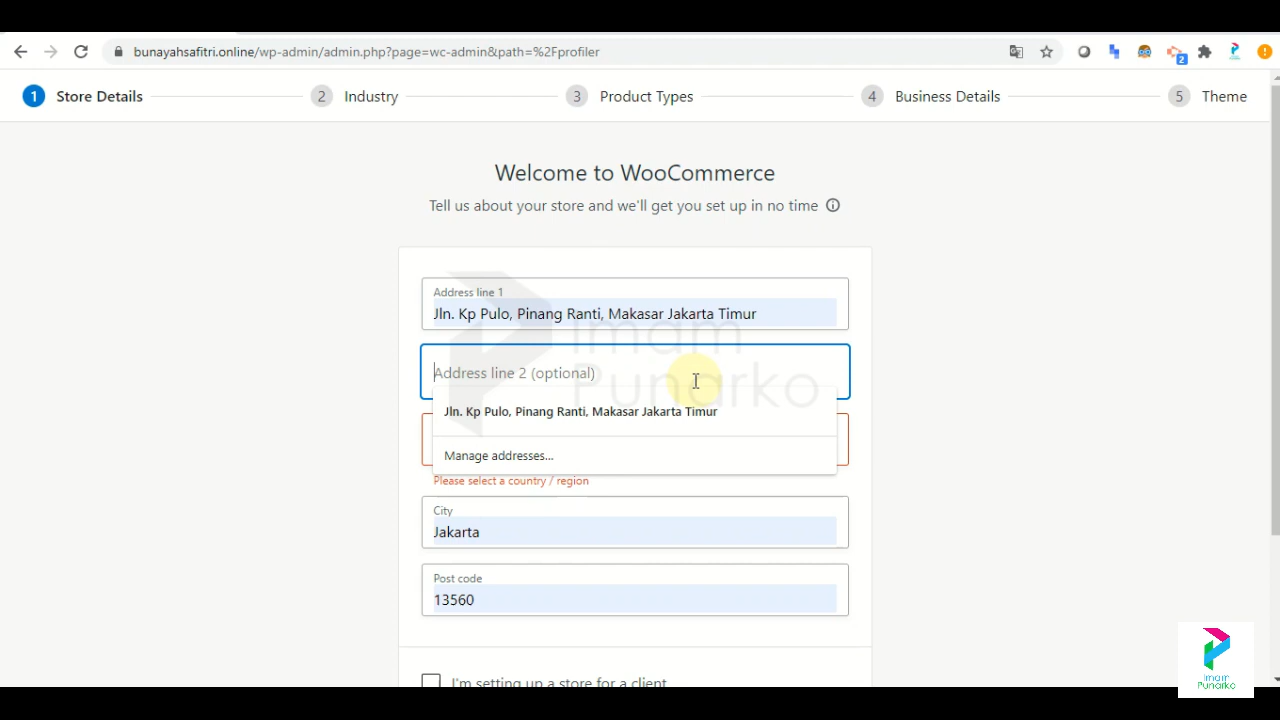 bunayahsafitri.online/wp-admin/admin.php?page=wc-admin&path=%2Fprofiler
2
1 Store Details 2 Industry 3 Product Types 4 Business Details 5 Theme
Welcome to WooCommerce
Tell us about your store and we'll get you set up in no time
Address line 1
Jln. Kp Pulo, Pinang Ranti, Makasar Jakarta Timur
Imam
Punarko
Address line 2 (optional)
Jln. Kp Pulo, Pinang Ranti, Makasar Jakarta Timur
Manage addresses...
Please select a country / region
City
Jakarta
Post code
13560
I'm setting up a store for a client
Imam
Punarko